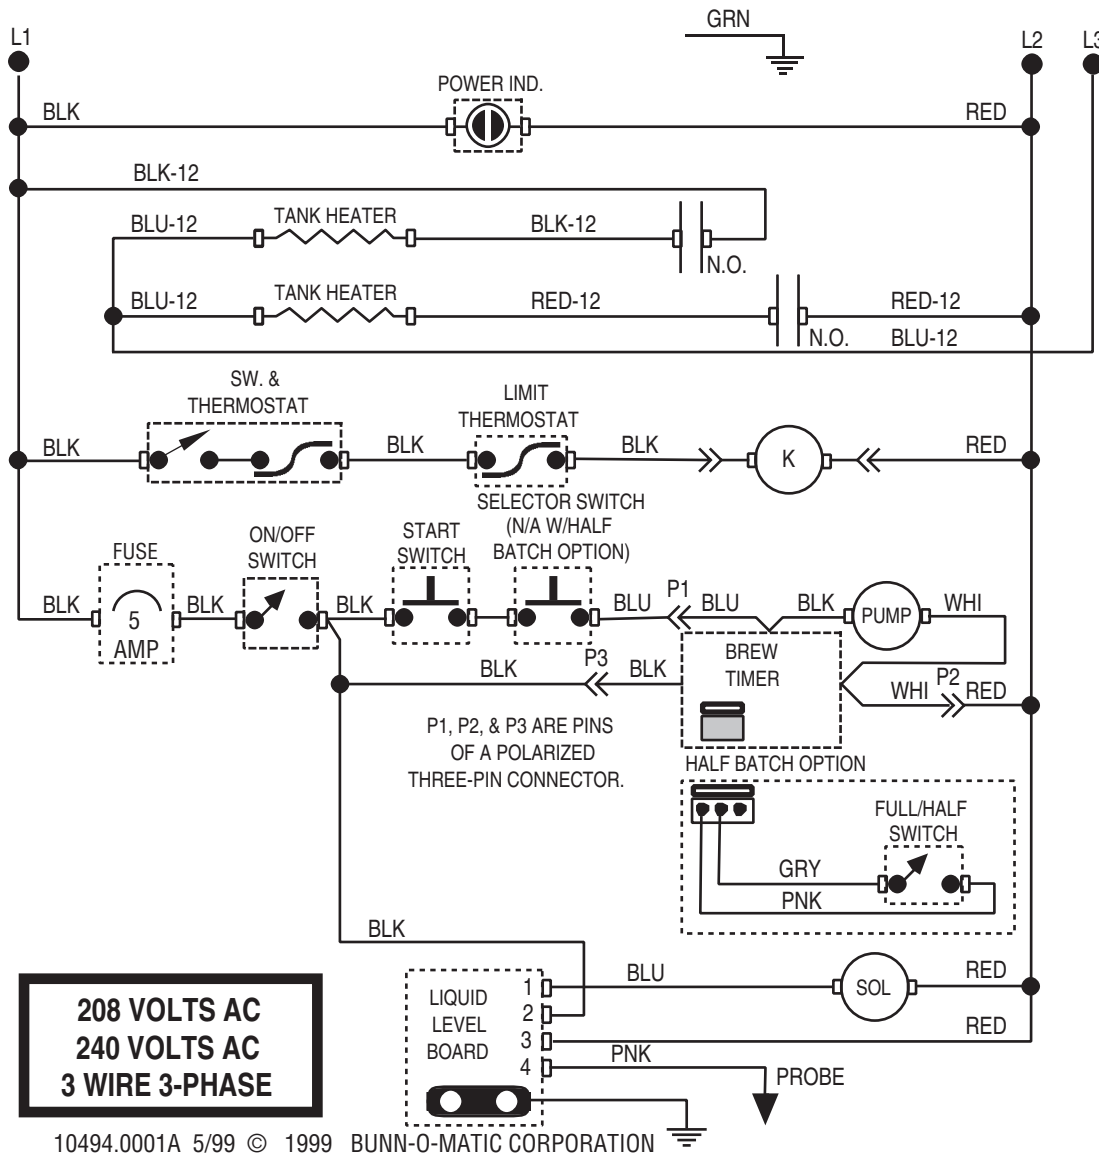 GRN
L1
L2
L3
POWER IND.
BLK
RED
BLK-12
BLU-12
TANK HEATER
BLK-12
N.O.
BLU-12
TANK HEATER
RED-12
RED-12
N.O.
BLU-12
SW. &
THERMOSTAT
LIMIT
THERMOSTAT
BLK
BLK
BLK
K
RED
SELECTOR SWITCH
(N/A W/HALF
BATCH OPTION)
START
SWITCH
ON/OFF
SWITCH
FUSE
5
AMP
BLK
BLK
BLK
BLU
P1
BLU
BLK
PUMP
WHI
BREW
TIMER
BLK
P3
BLK
WHI
P2
RED
P1, P2, & P3 ARE PINS
OF A POLARIZED
THREE-PIN CONNECTOR.
HALF BATCH OPTION
FULL/HALF
SWITCH
GRY
PNK
BLK
LIQUID
LEVEL
BOARD
1
2
3
4
BLU
SOL
RED
RED
PNK
PROBE
208 VOLTS AC
240 VOLTS AC
3 WIRE 3-PHASE
10494.0001A 5/99 © 1999 BUNN-O-MATIC CORPORATION